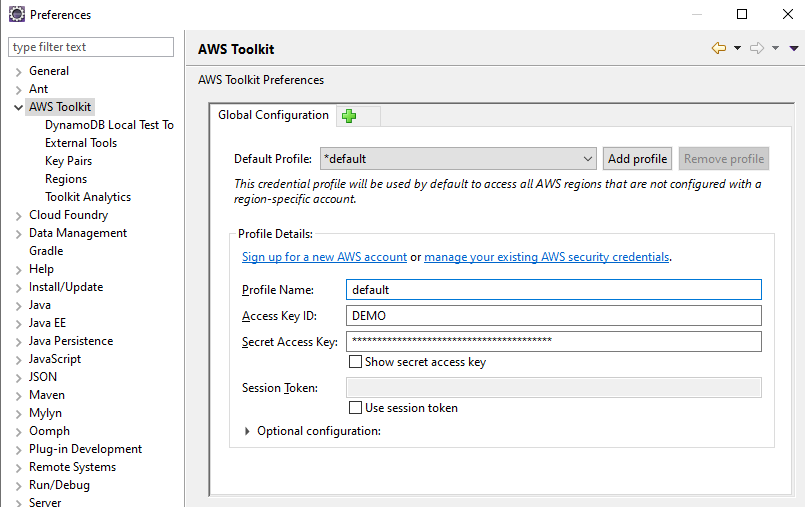 Preferences
type filter text
General
Ant
AWS Toolkit
DynamoDB Local Test To
External Tools
Key Pairs
Regions
Toolkit Analytics
Cloud Foundry
Data Management
Gradle
Help
Install/Update
Java
Java EE
Java Persistence
JavaScript
JSON
Maven
Mylyn
Oomph
Plug-in Development
Remote Systems
Run/Debug
Server
AWS Toolkit
AWS Toolkit Preferences
Global Configuration
Default Profile: *default Add profile Remove profile
This credential profile will be used by default to access all AWS regions that are not configured with a
region-specific account.
Profile Details:
Sign up for a new AWS account or manage your existing AWS security credentials.
Profile Name: default
Access Key ID: DEMO
Secret Access Key: ****************************************
Show secret access key
Session Token:
Use session token
Optional configuration: